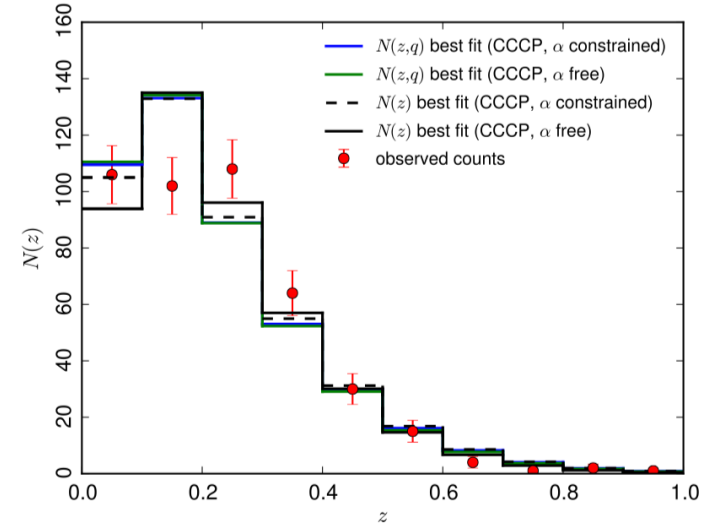 160
140
120
100
80
60
40
20
0
N(z)
N(z,q) best fit (CCCP, α constrained)
N(z,q) best fit (CCCP, α free)
N(z) best fit (CCCP, α constrained)
N(z) best fit (CCCP, α free)
observed counts
0.0 0.2 0.4 0.6 0.8 1.0
z